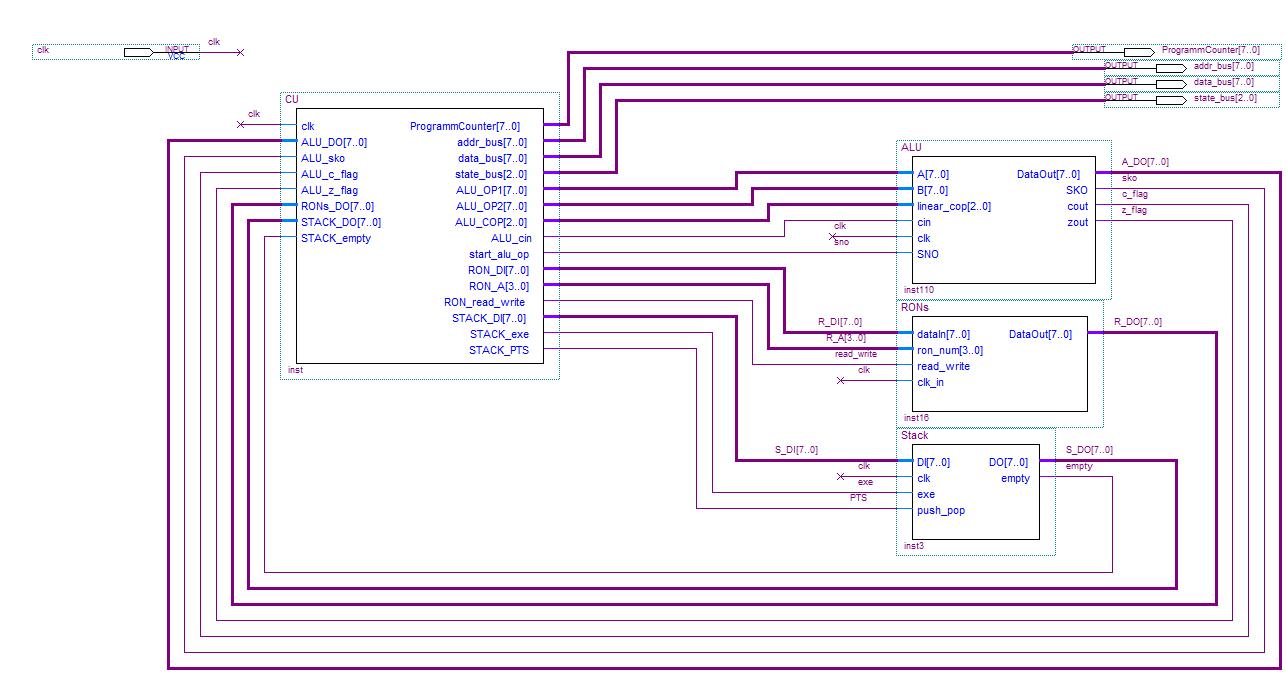 clk
INPUT
VCC
clk
OUTPUT
ProgrammCounter[7..0]
OUTPUT
addr_bus[7..0]
OUTPUT
data_bus[7..0]
OUTPUT
state_bus[2..0]
CU
clk
clk
ALU_DO[7..0]
ALU_sko
ALU_c_flag
ALU_z_flag
RONs_DO[7..0]
STACK_DO[7..0]
STACK_empty
ProgrammCounter[7..0]
addr_bus[7..0]
data_bus[7..0]
state_bus[2..0]
ALU_OP1[7..0]
ALU_OP2[7..0]
ALU_COP[2..0]
ALU_cin
start_alu_op
RON_DI[7..0]
RON_A[3..0]
RON_read_write
STACK_DI[7..0]
STACK_exe
STACK_PTS
inst
ALU
A[7..0]
B[7..0]
linear_cop[2..0]
cin
clk
clk
sno
SNO
DataOut[7..0]
SKO
cout
zout
A_DO[7..0]
sko
c_flag
z_flag
inst110
RONs
R_DI[7..0]
R_A[3..0]
read_write
clk
dataIn[7..0]
ron_num[3..0]
read_write
clk_in
DataOut[7..0]
R_DO[7..0]
inst16
Stack
S_DI[7..0]
clk
exe
PTS
DI[7..0]
clk
exe
push_pop
DO[7..0]
empty
S_DO[7..0]
empty
inst3